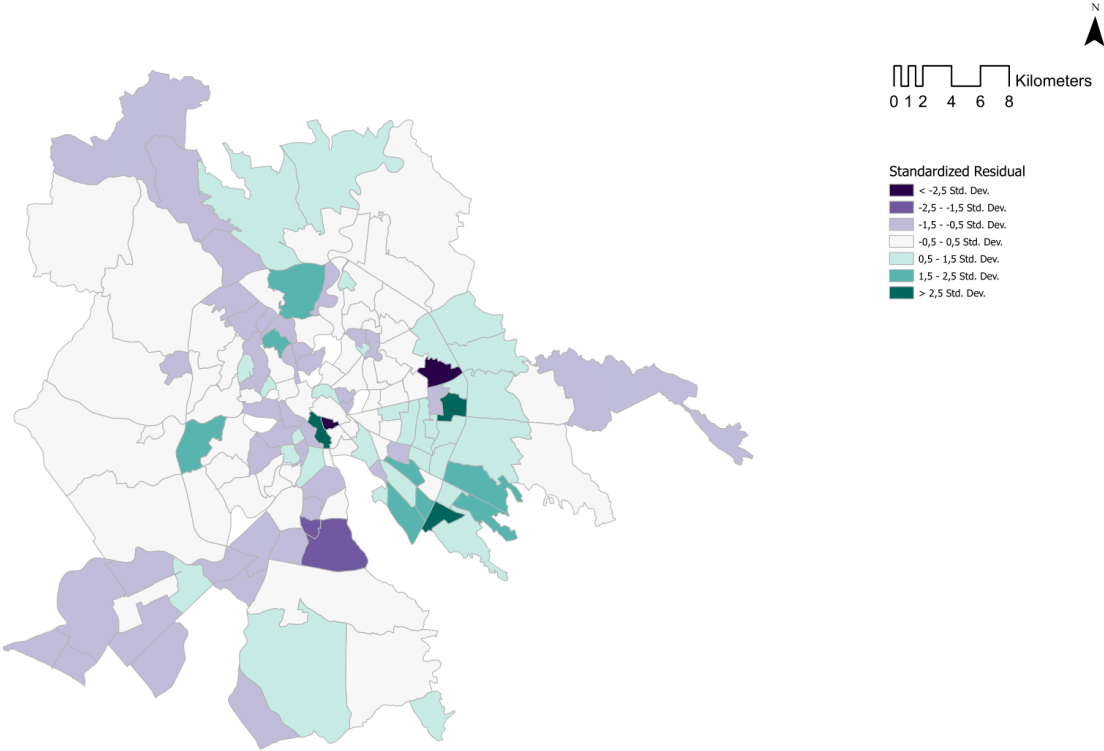 N
Kilometers
0 1 2 4 6 8
Standardized Residual
< -2,5 Std. Dev.
-2,5 - -1,5 Std. Dev.
-1,5 - -0,5 Std. Dev.
-0,5 - 0,5 Std. Dev.
0,5 - 1,5 Std. Dev.
1,5 - 2,5 Std. Dev.
> 2,5 Std. Dev.